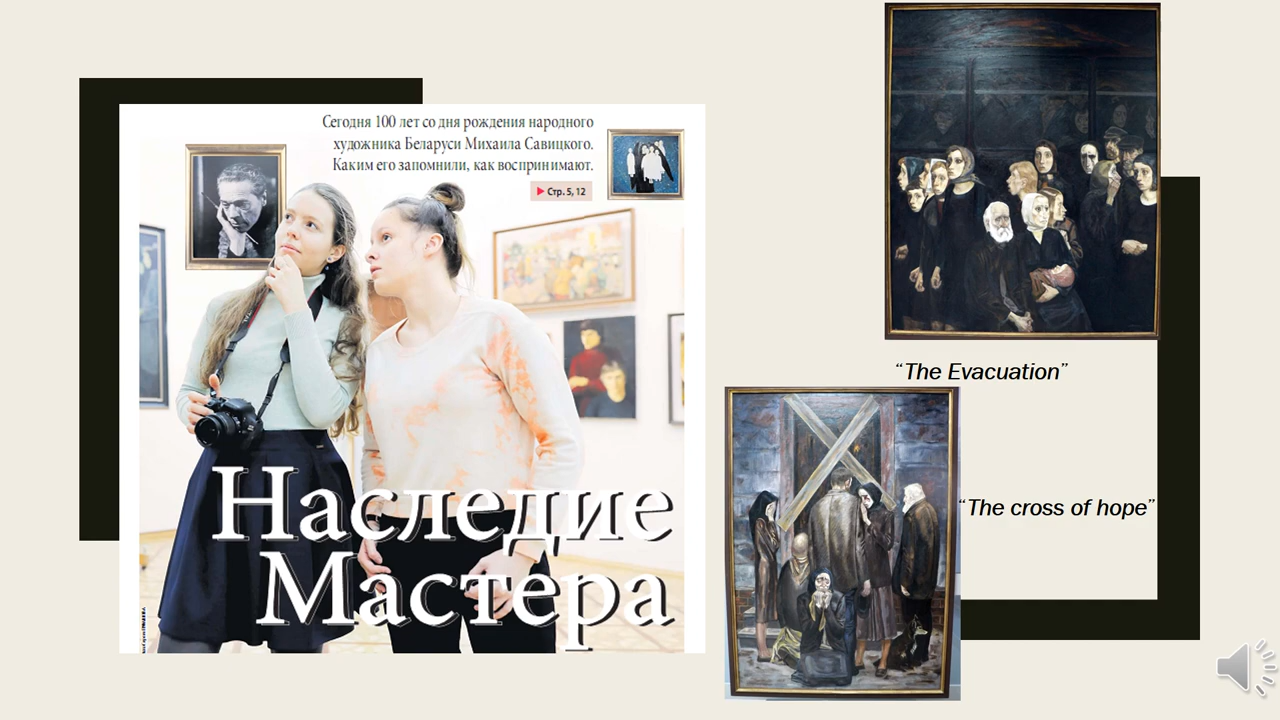 Сегодня 100 лет со дня рождения народного
художника Беларуси Михаила Савицкого.
Каким его запомнили, как воспринимают.
Стр. 5, 12
Наследие
Мастера
“The Evacuation”
“The cross of hope”